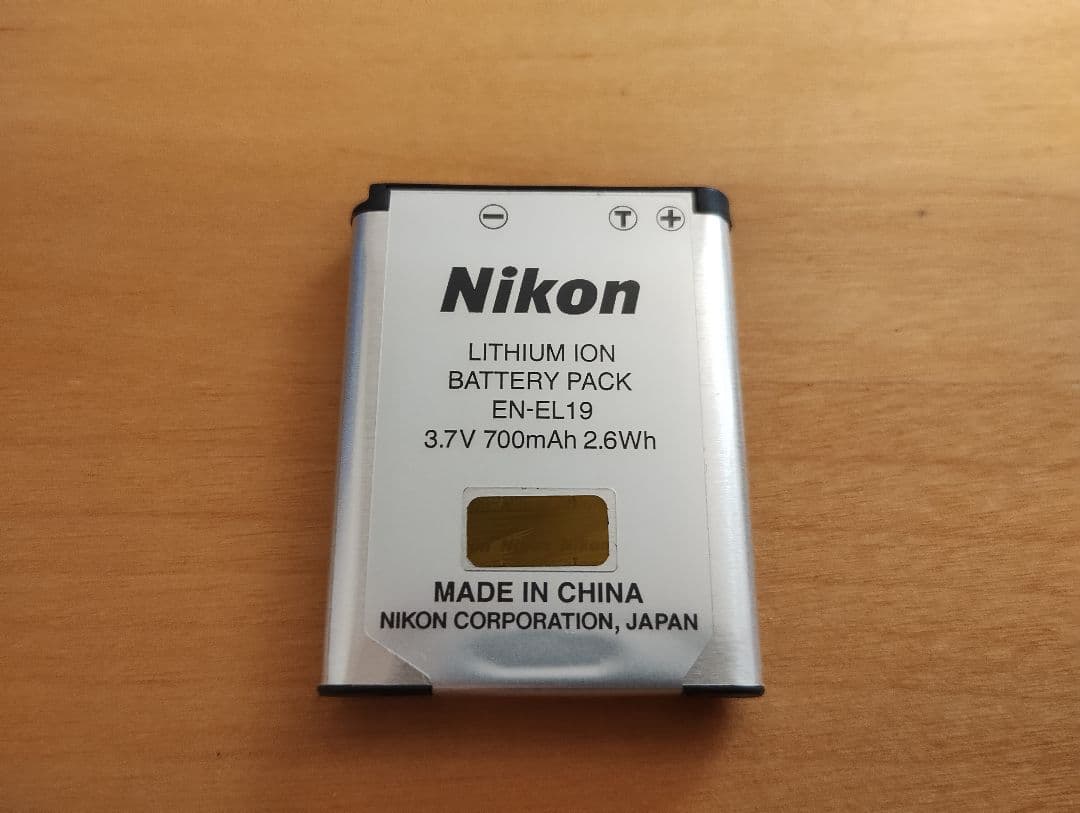 − T +
Nikon
LITHIUM ION
BATTERY PACK
EN-EL19
3.7V 700mAh 2.6Wh
MADE IN CHINA
NIKON CORPORATION, JAPAN